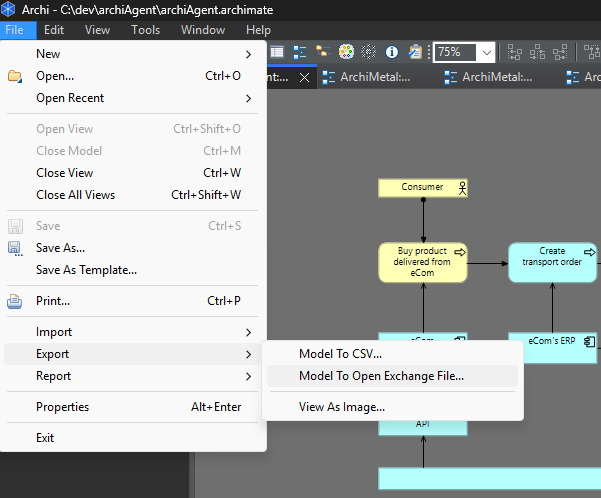 Archi - C:\dev\archiAgent\archiAgent.archimate
File Edit View Tools Window Help
75%
nt:...
ArchiMetal:...
ArchiMetal:...
Arc
New
Open... Ctrl+O
Open Recent
Open View Ctrl+Shift+O
Close Model Ctrl+M
Close View Ctrl+W
Close All Views Ctrl+Shift+W
Save Ctrl+S
Save As...
Save As Template...
Print... Ctrl+P
Import
Export
Report
Properties Alt+Enter
Exit
Model To CSV...
Model To Open Exchange File...
View As Image...
Consumer
Buy product
delivered from
eCom
Create
transport order
eCom
eCom's ERP
API